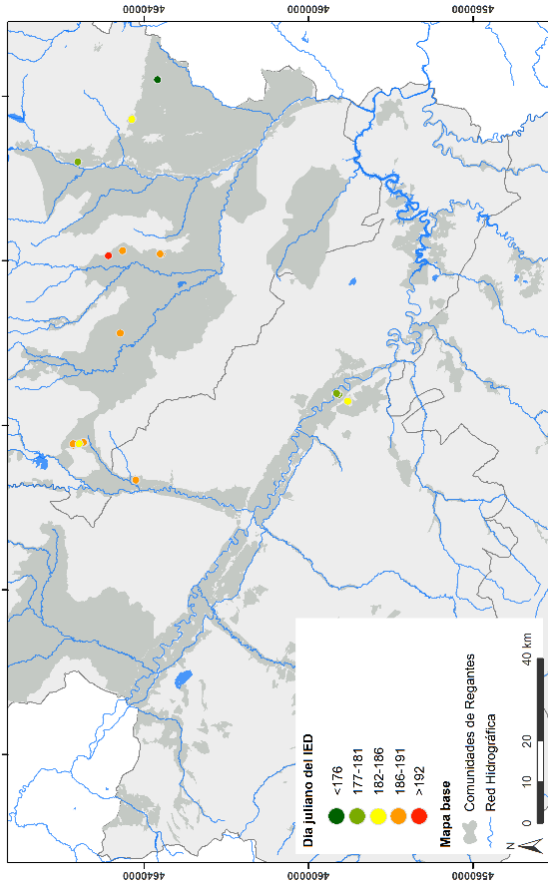 4640000
4640000
4600000
4600000
4560000
4560000
Día juliano del IED
<176
177-181
182-186
186-191
>192
Mapa base
Comunidades de Regantes
Red Hidrográfica
N
0 10 20 40 km